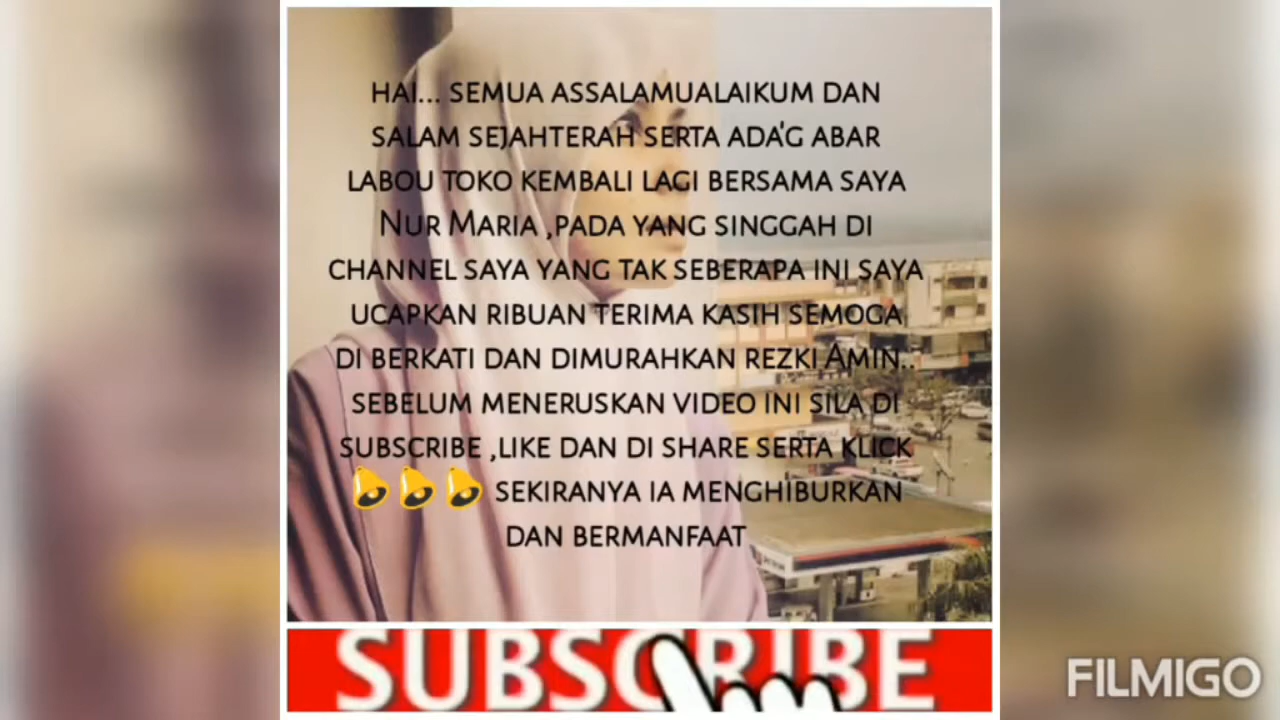 HAI... SEMUA ASSALAMUALAIKUM DAN
SALAM SEJAHTERAH SERTA ADA'G ABAR
LABOU TOKO KEMBALI LAGI BERSAMA SAYA
NUR MARIA ,PADA YANG SINGGAH DI
CHANNEL SAYA YANG TAK SEBERAPA INI SAYA
UCAPKAN RIBUAN TERIMA KASIH SEMOGA
DI BERKATI DAN DIMURAHKAN REZKI AMIN..
SEBELUM MENERUSKAN VIDEO INI SILA DI
SUBSCRIBE ,LIKE DAN DI SHARE SERTA KLICK
🔔🔔🔔 SEKIRANYA IA MENGHIBURKAN
DAN BERMANFAAT
SUBSCRIBE
FILMIGO